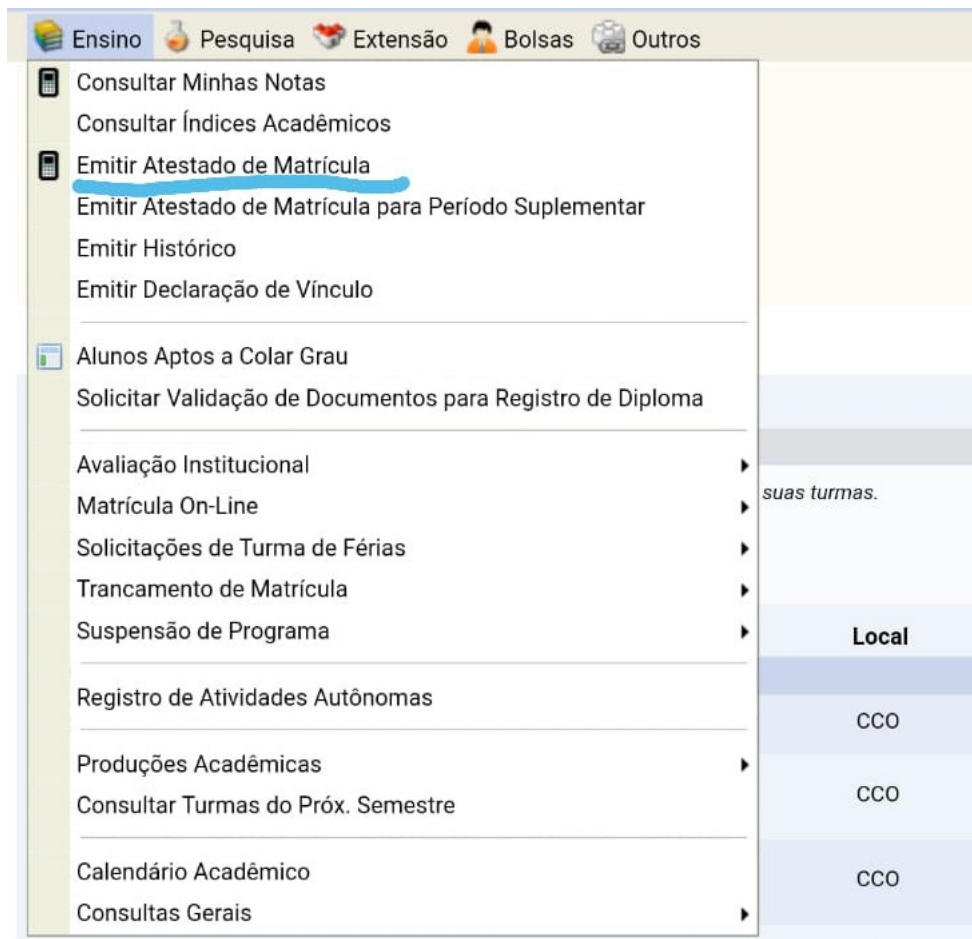 Ensino Pesquisa Extensão Bolsas Outros
Consultar Minhas Notas
Consultar Índices Acadêmicos
Emitir Atestado de Matrícula
Emitir Atestado de Matrícula para Período Suplementar
Emitir Histórico
Emitir Declaração de Vínculo
Alunos Aptos a Colar Grau
Solicitar Validação de Documentos para Registro de Diploma
Avaliação Institucional
Matrícula On-Line
suas turmas.
Solicitações de Turma de Férias
Trancamento de Matrícula
Suspensão de Programa
Local
Registro de Atividades Autônomas
CCO
Produções Acadêmicas
CCO
Consultar Turmas do Próx. Semestre
Calendário Acadêmico
CCO
Consultas Gerais